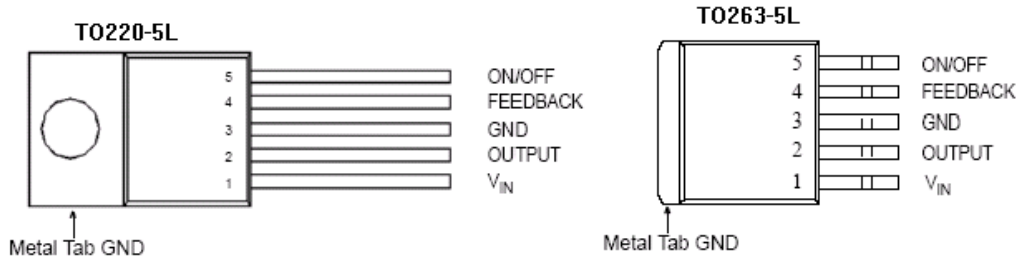 TO220-5L
5 ON/OFF
4 FEEDBACK
3 GND
2 OUTPUT
1 VIN
Metal Tab GND
TO263-5L
5 ON/OFF
4 FEEDBACK
3 GND
2 OUTPUT
1 VIN
Metal Tab GND